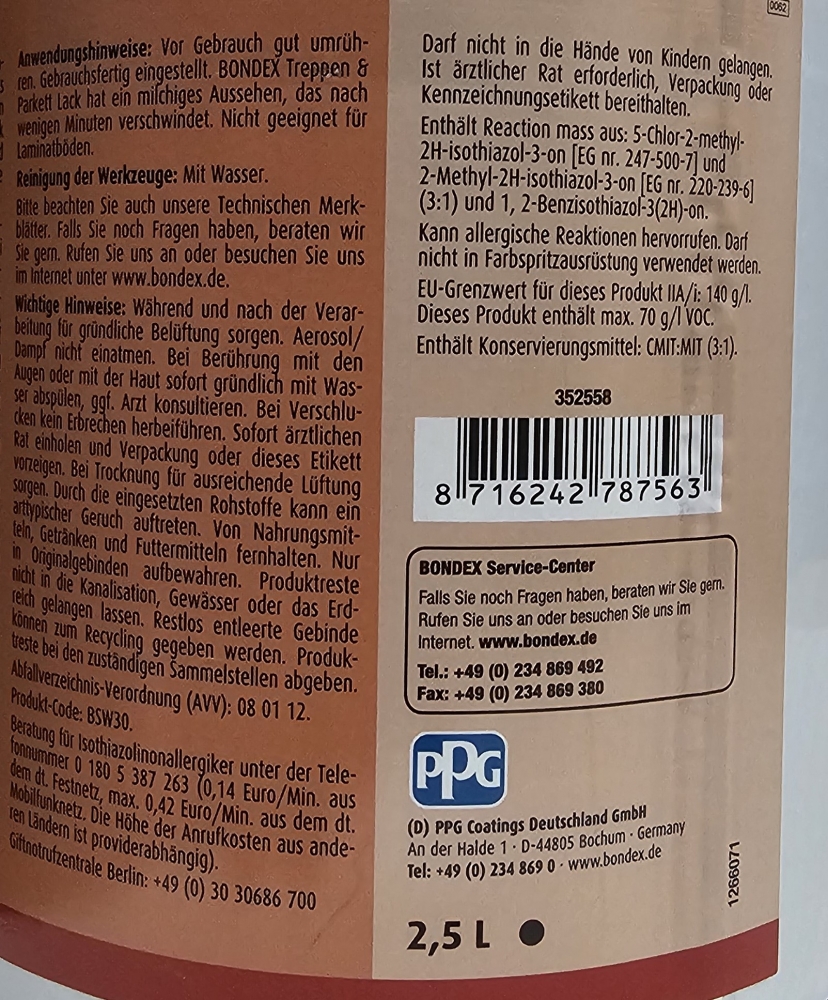 Anwendungshinweise: Vor Gebrauch gut umrüh-
ren. Gebrauchsfertig eingestellt. BONDEX Treppen &
Parkett Lack hat ein milchiges Aussehen, das nach
wenigen Minuten verschwindet. Nicht geeignet für
Laminatböden.
Reinigung der Werkzeuge: Mit Wasser.
Bitte beachten Sie auch unsere Technischen Merk-
blätter. Falls Sie noch Fragen haben, beraten wir
Sie gern. Rufen Sie uns an oder besuchen Sie uns
im Internet unter www.bondex.de.
Wichtige Hinweise: Während und nach der Verar-
beitung für gründliche Belüftung sorgen. Aerosol/
Dampf nicht einatmen. Bei Berührung mit den
Augen oder mit der Haut sofort gründlich mit Was-
ser abspülen, ggf. Arzt konsultieren. Bei Verschlu-
cken kein Erbrechen herbeiführen. Sofort ärztlichen
Rat einholen und Verpackung oder dieses Etikett
vorzeigen. Bei Trocknung für ausreichende Lüftung
sorgen. Durch die eingesetzten Rohstoffe kann ein
arttypischer Geruch auftreten. Von Nahrungsmit-
teln, Getränken und Futtermitteln fernhalten. Nur
in Originalgebinden aufbewahren. Produktreste
nicht in die Kanalisation, Gewässer oder das Erd-
reich gelangen lassen. Restlos entleerte Gebinde
können zum Recycling gegeben werden. Produk-
treste bei den zuständigen Sammelstellen abgeben.
Abfallverzeichnis-Verordnung (AVV): 08 01 12.
Produkt-Code: BSW30.
Beratung für Isothiazolinonallergiker unter der Tele-
fonnummer 0 180 5 387 263 (0,14 Euro/Min. aus
dem dt. Festnetz, max. 0,42 Euro/Min. aus dem dt.
Mobilfunknetz. Die Höhe der Anrufkosten aus ande-
ren Ländern ist providerabhängig).
Giftnotrufzentrale Berlin: +49 (0) 30 30686 700
0062
Darf nicht in die Hände von Kindern gelangen.
Ist ärztlicher Rat erforderlich, Verpackung oder
Kennzeichnungsetikett bereithalten.
Enthält Reaction mass aus: 5-Chlor-2-methyl-
2H-isothiazol-3-on [EG nr. 247-500-7] und
2-Methyl-2H-isothiazol-3-on [EG nr. 220-239-6]
(3:1) und 1, 2-Benzisothiazol-3(2H)-on.
Kann allergische Reaktionen hervorrufen. Darf
nicht in Farbspritzausrüstung verwendet werden.
EU-Grenzwert für dieses Produkt IIA/i: 140 g/l.
Dieses Produkt enthält max. 70 g/l VOC.
Enthält Konservierungsmittel: CMIT:MIT (3:1).
352558
8 716242 787563
BONDEX Service-Center
Falls Sie noch Fragen haben, beraten wir Sie gern.
Rufen Sie uns an oder besuchen Sie uns im
Internet. www.bondex.de
Tel.: +49 (0) 234 869 492
Fax: +49 (0) 234 869 380
PPG
(D) PPG Coatings Deutschland GmbH
An der Halde 1 · D-44805 Bochum · Germany
Tel: +49 (0) 234 869 0 · www.bondex.de
1266071
2,5 L